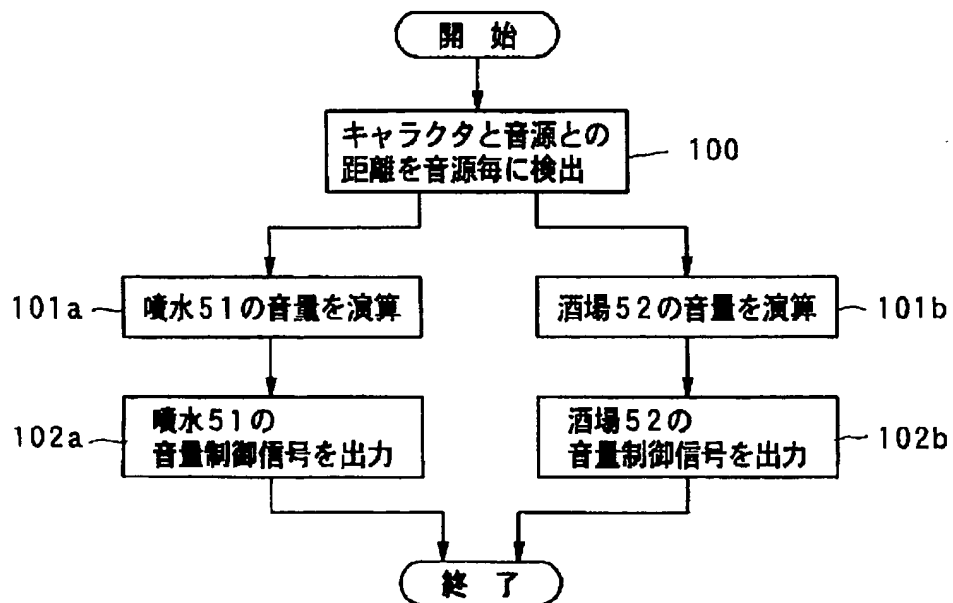 開 始
キャラクタと音源との
距離を音源毎に検出
100
101a
噴水51の音量を演算
酒場52の音量を演算
101b
102a
噴水51の
音量制御信号を出力
酒場52の
音量制御信号を出力
102b
終 了